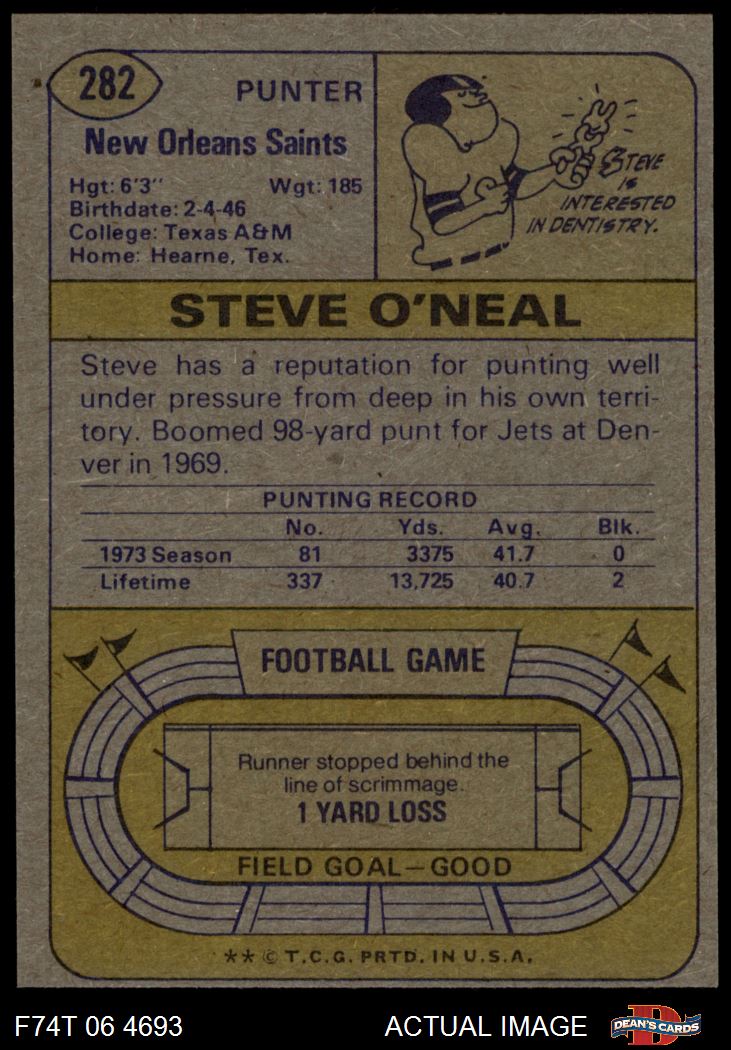 282
PUNTER
New Orleans Saints
Hgt: 6'3" Wgt: 185
Birthdate: 2-4-46
College: Texas A&M
Home: Hearne, Tex.
STEVE
IS
INTERESTED
IN DENTISTRY.
STEVE O'NEAL
Steve has a reputation for punting well
under pressure from deep in his own terri-
tory. Boomed 98-yard punt for Jets at Den-
ver in 1969.
PUNTING RECORD
No. Yds. Avg. Blk.
1973 Season 81 3375 41.7 0
Lifetime 337 13,725 40.7 2
FOOTBALL GAME
Runner stopped behind the
line of scrimmage.
1 YARD LOSS
FIELD GOAL—GOOD
** © T.C.G. PRTD. IN U.S.A.
F74T 06 4693 ACTUAL IMAGE
DEAN'S CARDS